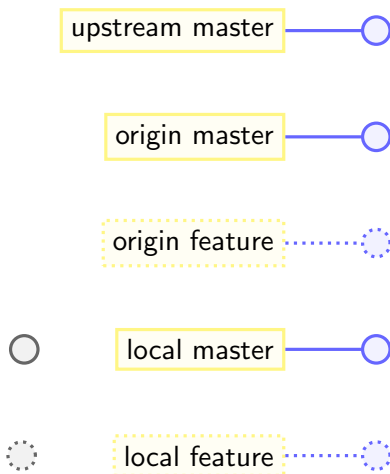 upstream master
origin master
origin feature
local master
local feature